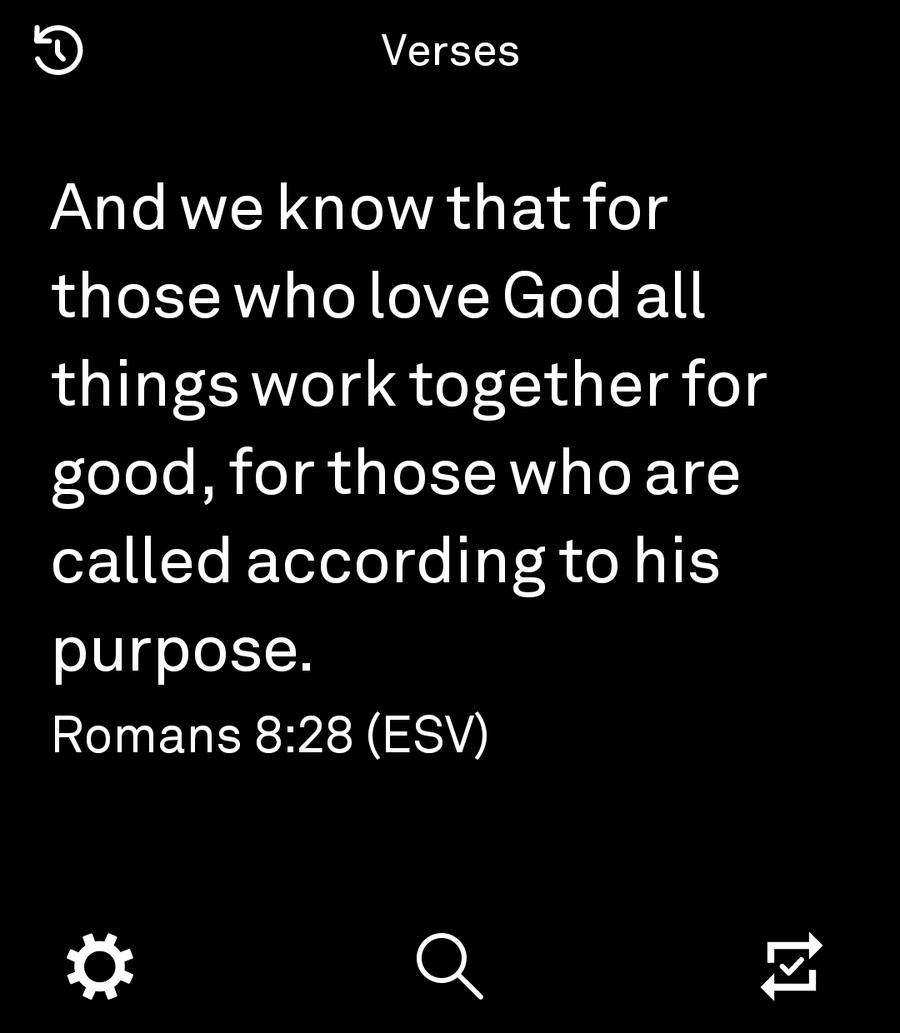 Verses
And we know that for
those who love God all
things work together for
good, for those who are
called according to his
purpose.
Romans 8:28 (ESV)